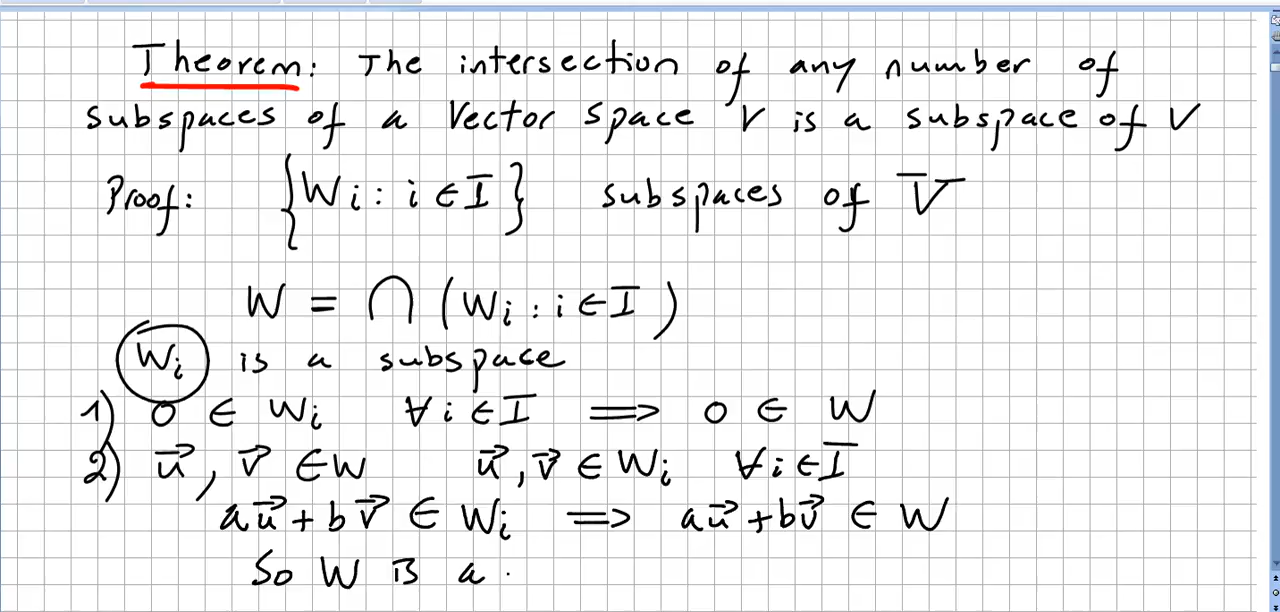 Theorem: The intersection of any number of
subspaces of a Vector space V is a subspace of V
Proof: {Wi : i ∈ I} subspaces of V
W = ∩ (Wi : i ∈ I)
Wi is a subspace
1) 0 ∈ Wi ∀ i ∈ I ⟹ 0 ∈ W
2) u⃗, v⃗ ∈ W u⃗, v⃗ ∈ Wi ∀ i ∈ I
au⃗ + bv⃗ ∈ Wi ⟹ au⃗ + bv⃗ ∈ W
So W is a